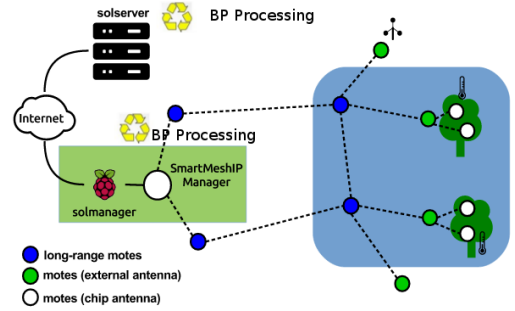 solserver
BP Processing
Internet
BP Processing
SmartMeshIP
Manager
solmanager
long-range motes
motes (external antenna)
motes (chip antenna)